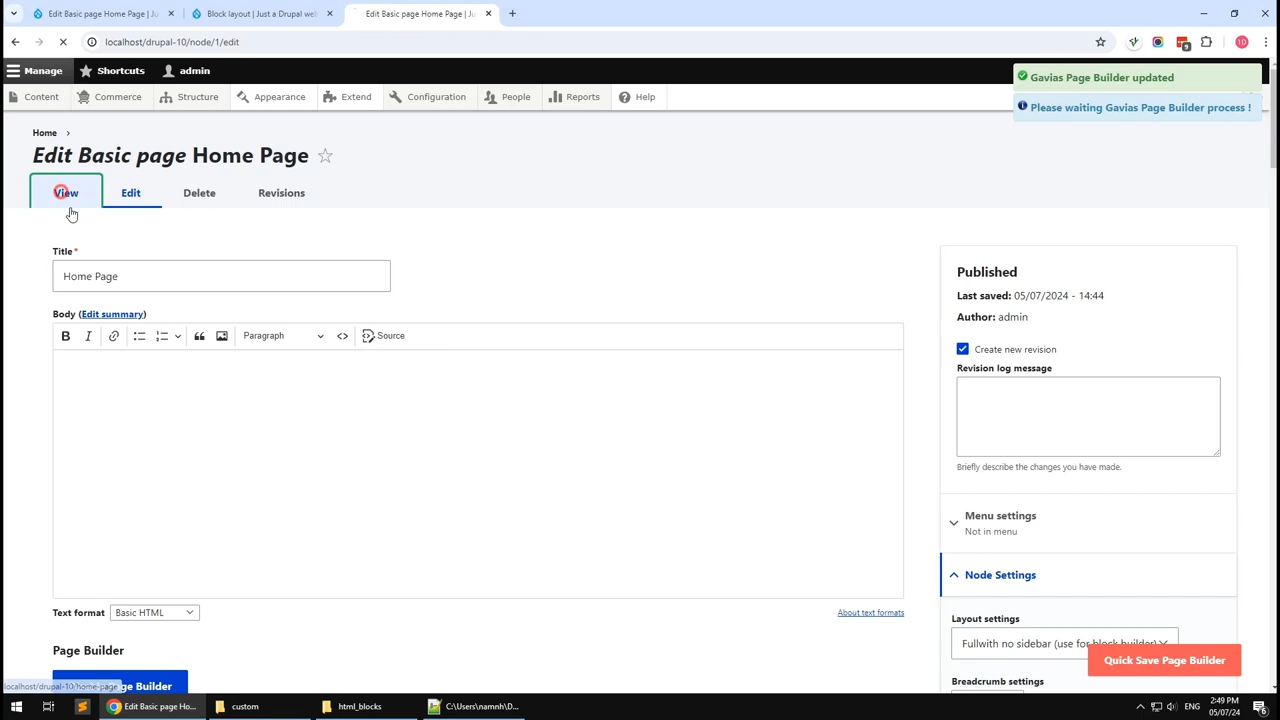 Edit Basic page Home Page | Ju
Block layout | Just a Drupal web
Edit Basic page Home Page | Ju
localhost/drupal-10/node/1/edit
Manage
Shortcuts
admin
Gavias Page Builder updated
Content
Commerce
Structure
Appearance
Extend
Configuration
People
Reports
Help
Please waiting Gavias Page Builder process !
Home
Edit Basic page Home Page
View
Edit
Delete
Revisions
Title*
Home Page
Body (Edit summary)
Paragraph
Source
Text format
Basic HTML
About text formats
Page Builder
ge Builder
Published
Last saved: 05/07/2024 - 14:44
Author: admin
Create new revision
Revision log message
Briefly describe the changes you have made.
Menu settings
Not in menu
Node Settings
Layout settings
Fullwith no sidebar (use for block builder)
Quick Save Page Builder
Breadcrumb settings
localhost/drupal-10/home-page
Edit Basic page Ho...
custom
html_blocks
C:\Users\namnh\D...
ENG
2:49 PM
05/07/24